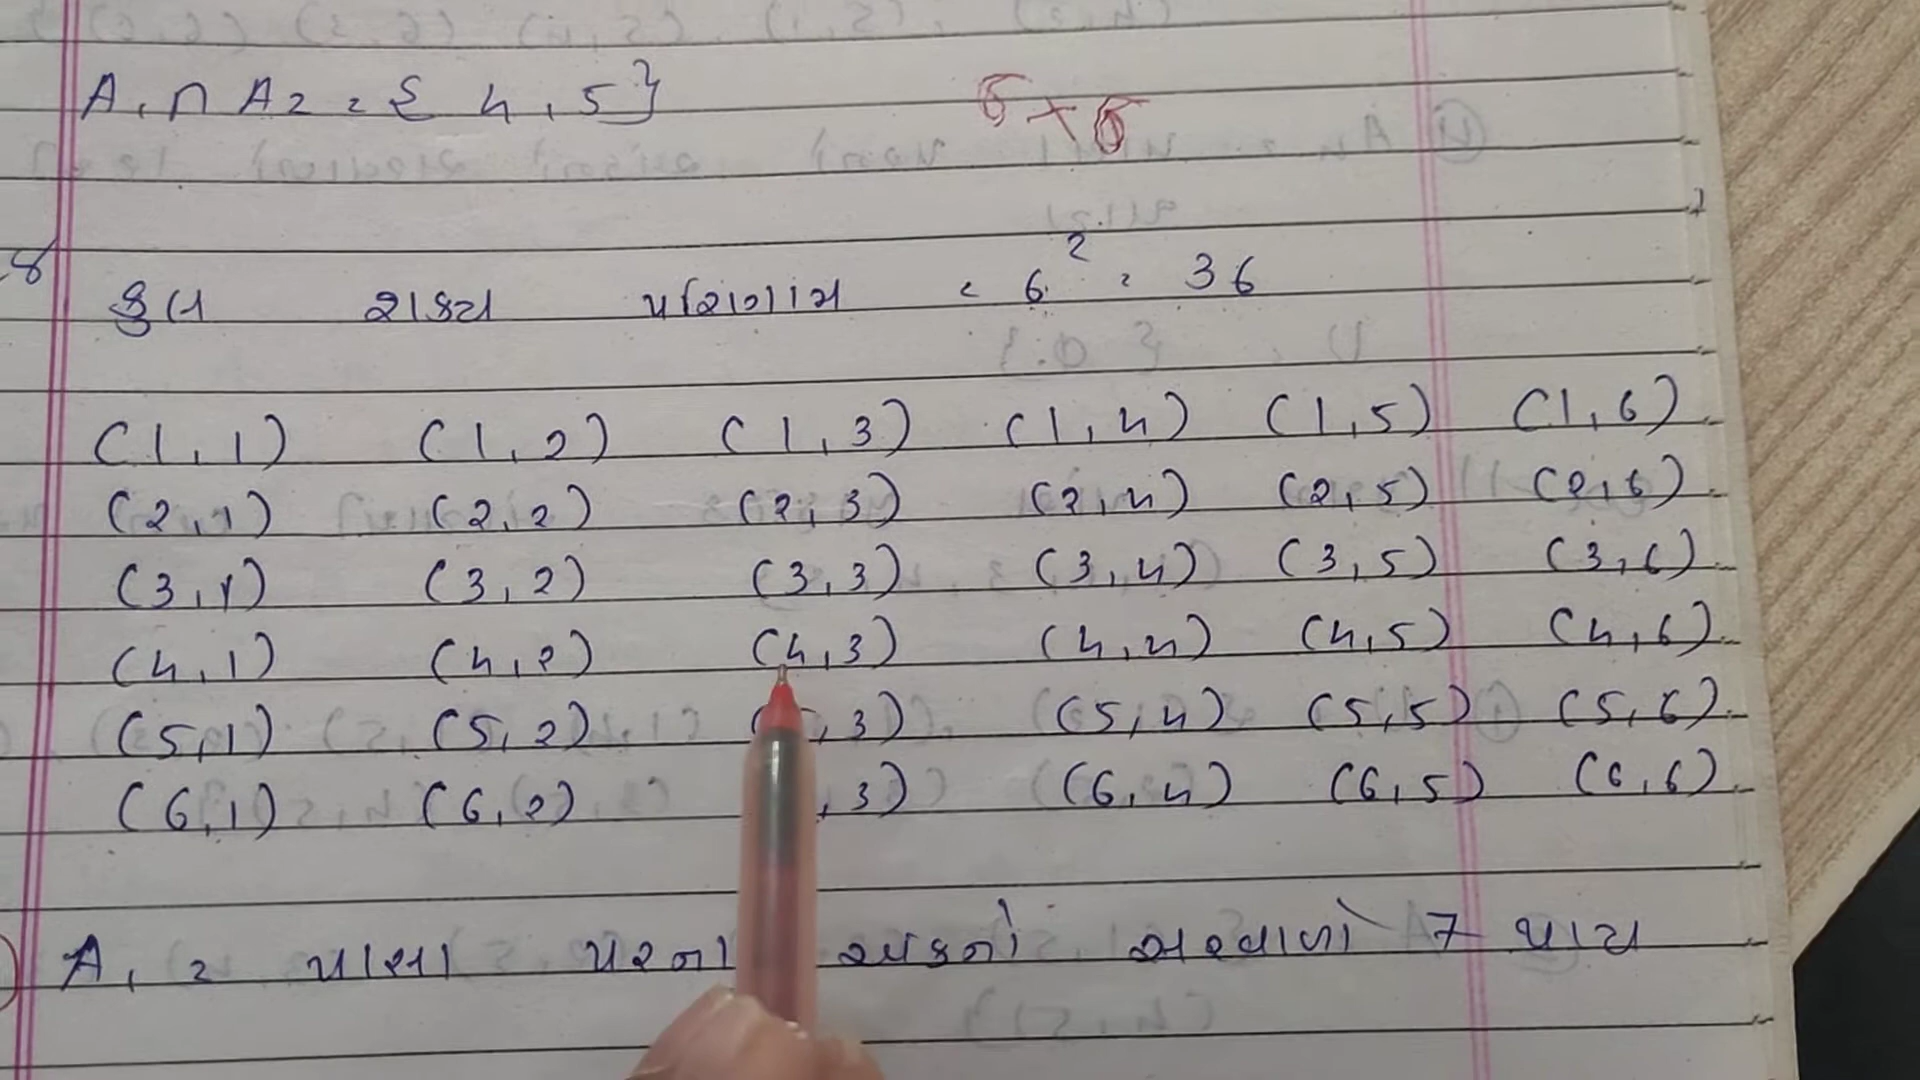 A₁ ∩ A₂ = { 4, 5 }
6 × 6
8 કુલ શક્ય પરિણામ = 6² = 36
(1,1) (1,2) (1,3) (1,4) (1,5) (1,6)
(2,1) (2,2) (2,3) (2,4) (2,5) (2,6)
(3,1) (3,2) (3,3) (3,4) (3,5) (3,6)
(4,1) (4,2) (4,3) (4,4) (4,5) (4,6)
(5,1) (5,2) ,3) (5,4) (5,5) (5,6)
(6,1) (6,2) ,3) (6,4) (6,5) (6,6)
A₁ = પાસા પરના અંકનો સરવાળો 7 થાય